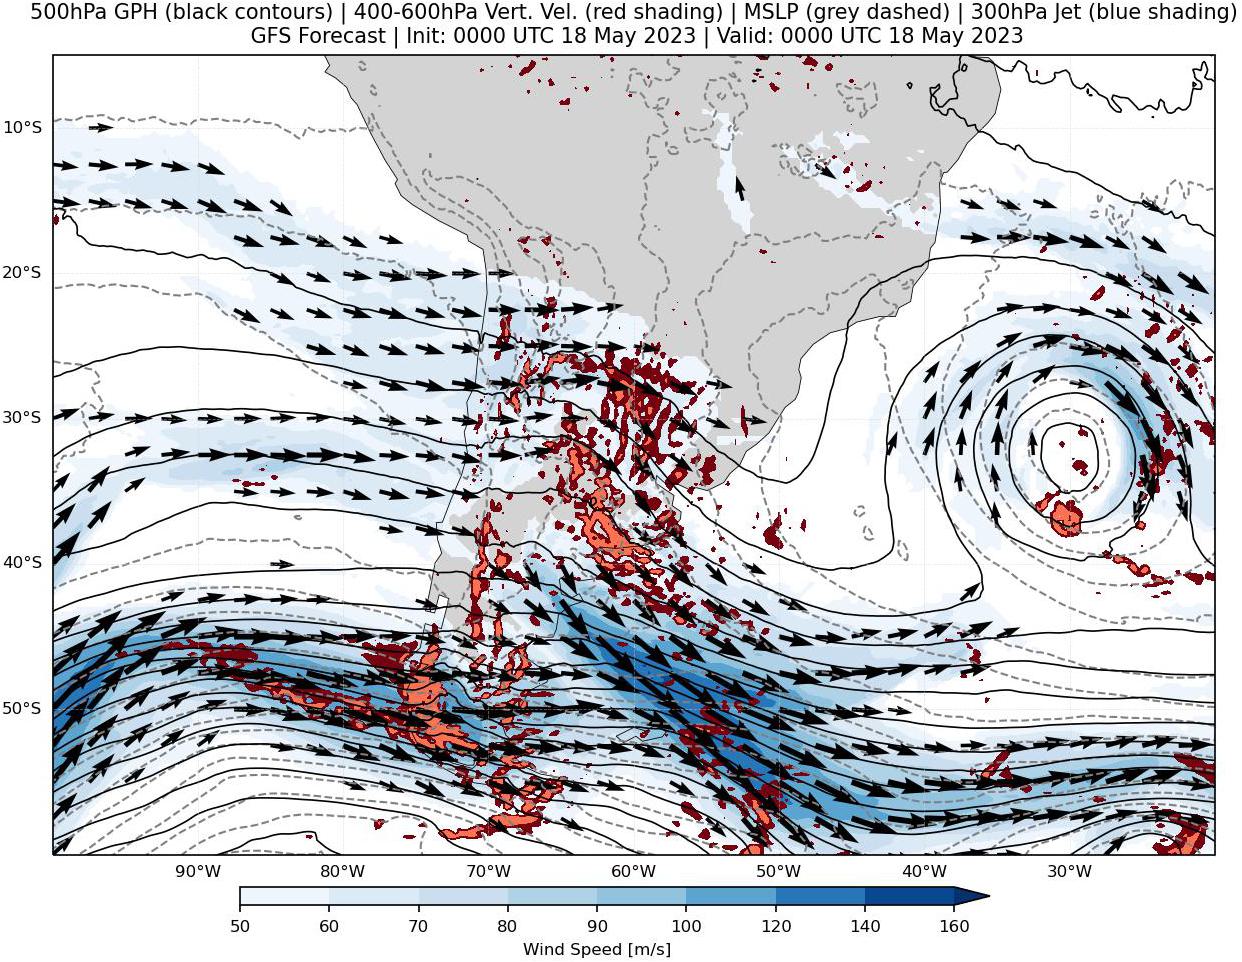 500hPa GPH (black contours) | 400-600hPa Vert. Vel. (red shading) | MSLP (grey dashed) | 300hPa Jet (blue shading)
GFS Forecast | Init: 0000 UTC 18 May 2023 | Valid: 0000 UTC 18 May 2023
10°S
20°S
30°S
40°S
50°S
90°W 80°W 70°W 60°W 50°W 40°W 30°W
50 60 70 80 90 100 120 140 160
Wind Speed [m/s]